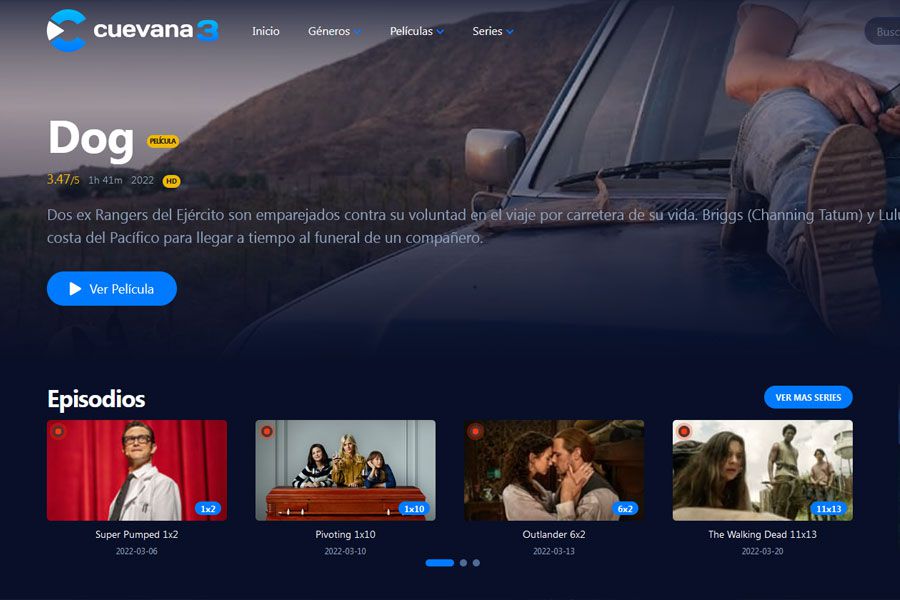 cuevana 3
Inicio
Géneros
Películas
Series
Busc
Dog
PELÍCULA
3.47/5 1h 41m 2022 HD
Dos ex Rangers del Ejército son emparejados contra su voluntad en el viaje por carretera de su vida. Briggs (Channing Tatum) y Lulu
costa del Pacífico para llegar a tiempo al funeral de un compañero.
Ver Película
Episodios
VER MAS SERIES
1x2
1x10
6x2
11x13
Super Pumped 1x2
Pivoting 1x10
Outlander 6x2
The Walking Dead 11x13
2022-03-06
2022-03-10
2022-03-13
2022-03-20